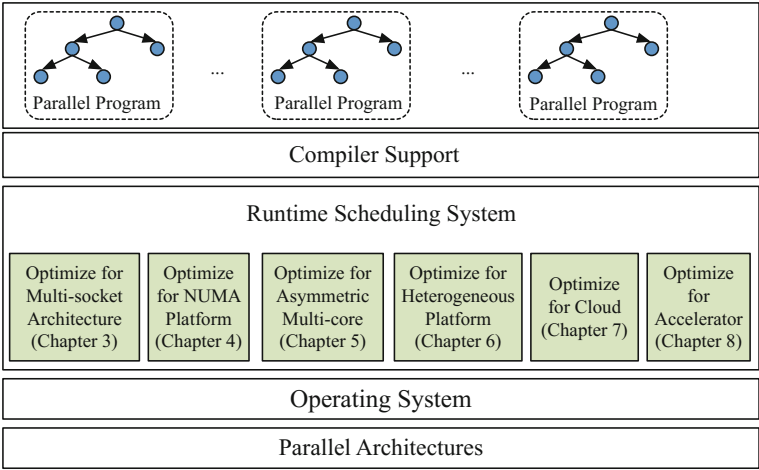 Parallel Program
...
Parallel Program
...
Parallel Program
Compiler Support
Runtime Scheduling System
Optimize for
Multi-socket
Architecture
(Chapter 3)
Optimize
for NUMA
Platform
(Chapter 4)
Optimize for
Asymmetric
Multi-core
(Chapter 5)
Optimize for
Heterogeneous
Platform
(Chapter 6)
Optimize
for Cloud
(Chapter 7)
Optimize
for
Accelerator
(Chapter 8)
Operating System
Parallel Architectures